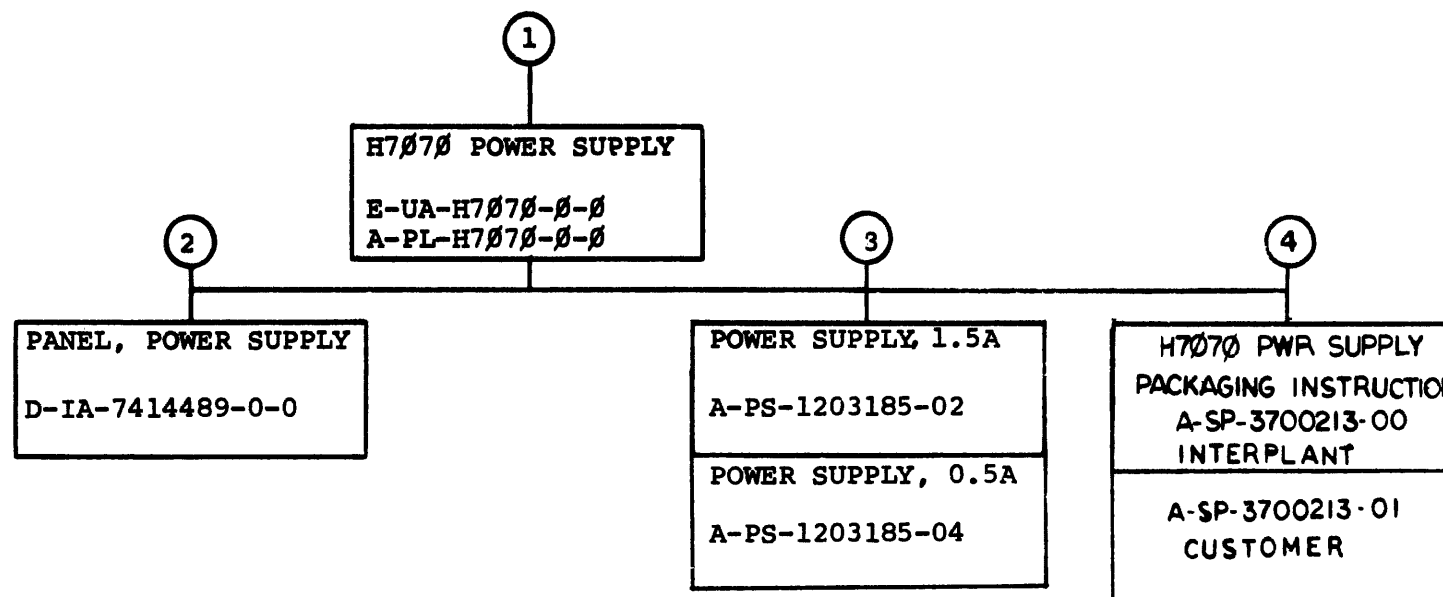 1
H7Ø7Ø POWER SUPPLY
E-UA-H7Ø7Ø-Ø-Ø
A-PL-H7Ø7Ø-Ø-Ø
2
PANEL, POWER SUPPLY
D-IA-7414489-0-0
3
POWER SUPPLY, 1.5A
A-PS-1203185-02
POWER SUPPLY, 0.5A
A-PS-1203185-04
4
H7Ø7Ø PWR SUPPLY
PACKAGING INSTRUCTION
A-SP-3700213-00
INTERPLANT
A-SP-3700213-01
CUSTOMER